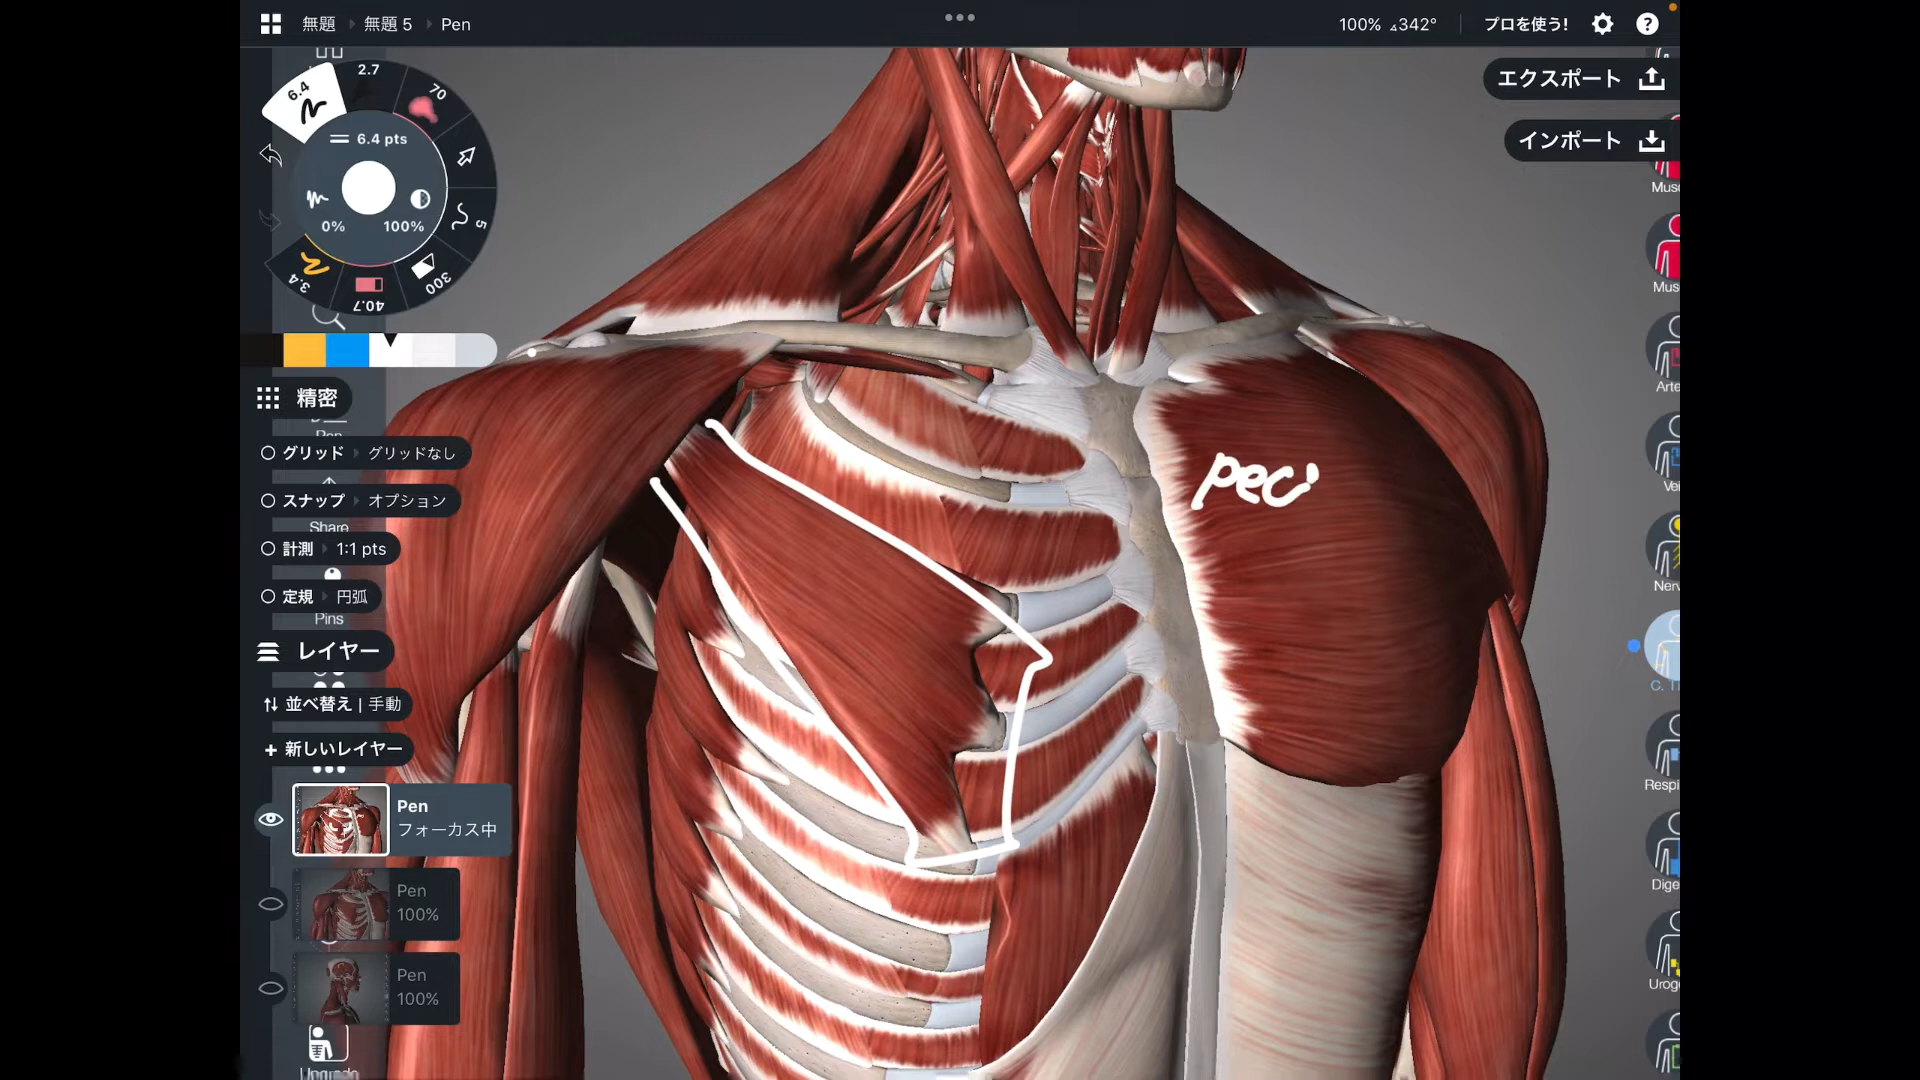 無題 無題 5 Pen
100% 342°
プロを使う!
エクスポート
インポート
2.7
70
6.4
6.4 pts
5
0% 100%
3.4
40.7
300
精密
グリッド グリッドなし
スナップ オプション
Share
計測 1:1 pts
定規 円弧
Pins
レイヤー
並べ替え | 手動
+ 新しいレイヤー
Pen
フォーカス中
Pen
100%
Pen
100%
pec
Musc
Mus
Arte
Vei
Nerv
C. Ti
Respi
Dige
Urog